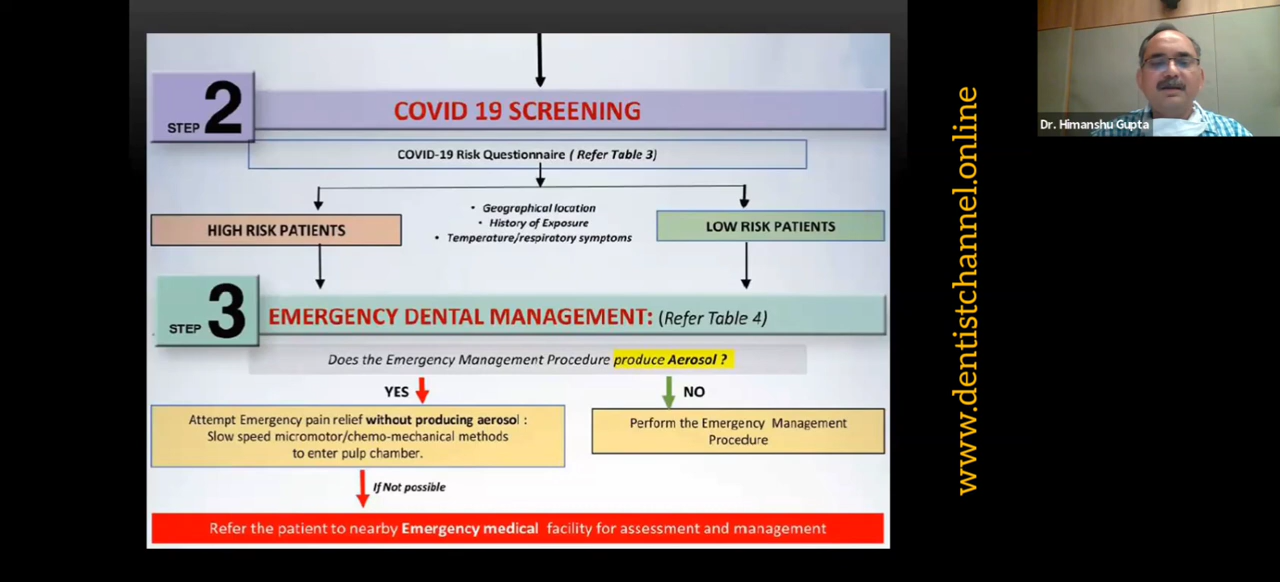 STEP 2
COVID 19 SCREENING
COVID-19 Risk Questionnaire ( Refer Table 3)
HIGH RISK PATIENTS
• Geographical location
• History of Exposure
• Temperature/respiratory symptoms
LOW RISK PATIENTS
STEP 3
EMERGENCY DENTAL MANAGEMENT: (Refer Table 4)
Does the Emergency Management Procedure produce Aerosol ?
YES
NO
Attempt Emergency pain relief without producing aerosol :
Slow speed micromotor/chemo-mechanical methods
to enter pulp chamber.
Perform the Emergency Management
Procedure
If Not possible
Refer the patient to nearby Emergency medical facility for assessment and management
www.dentistchannel.online
Dr. Himanshu Gupta